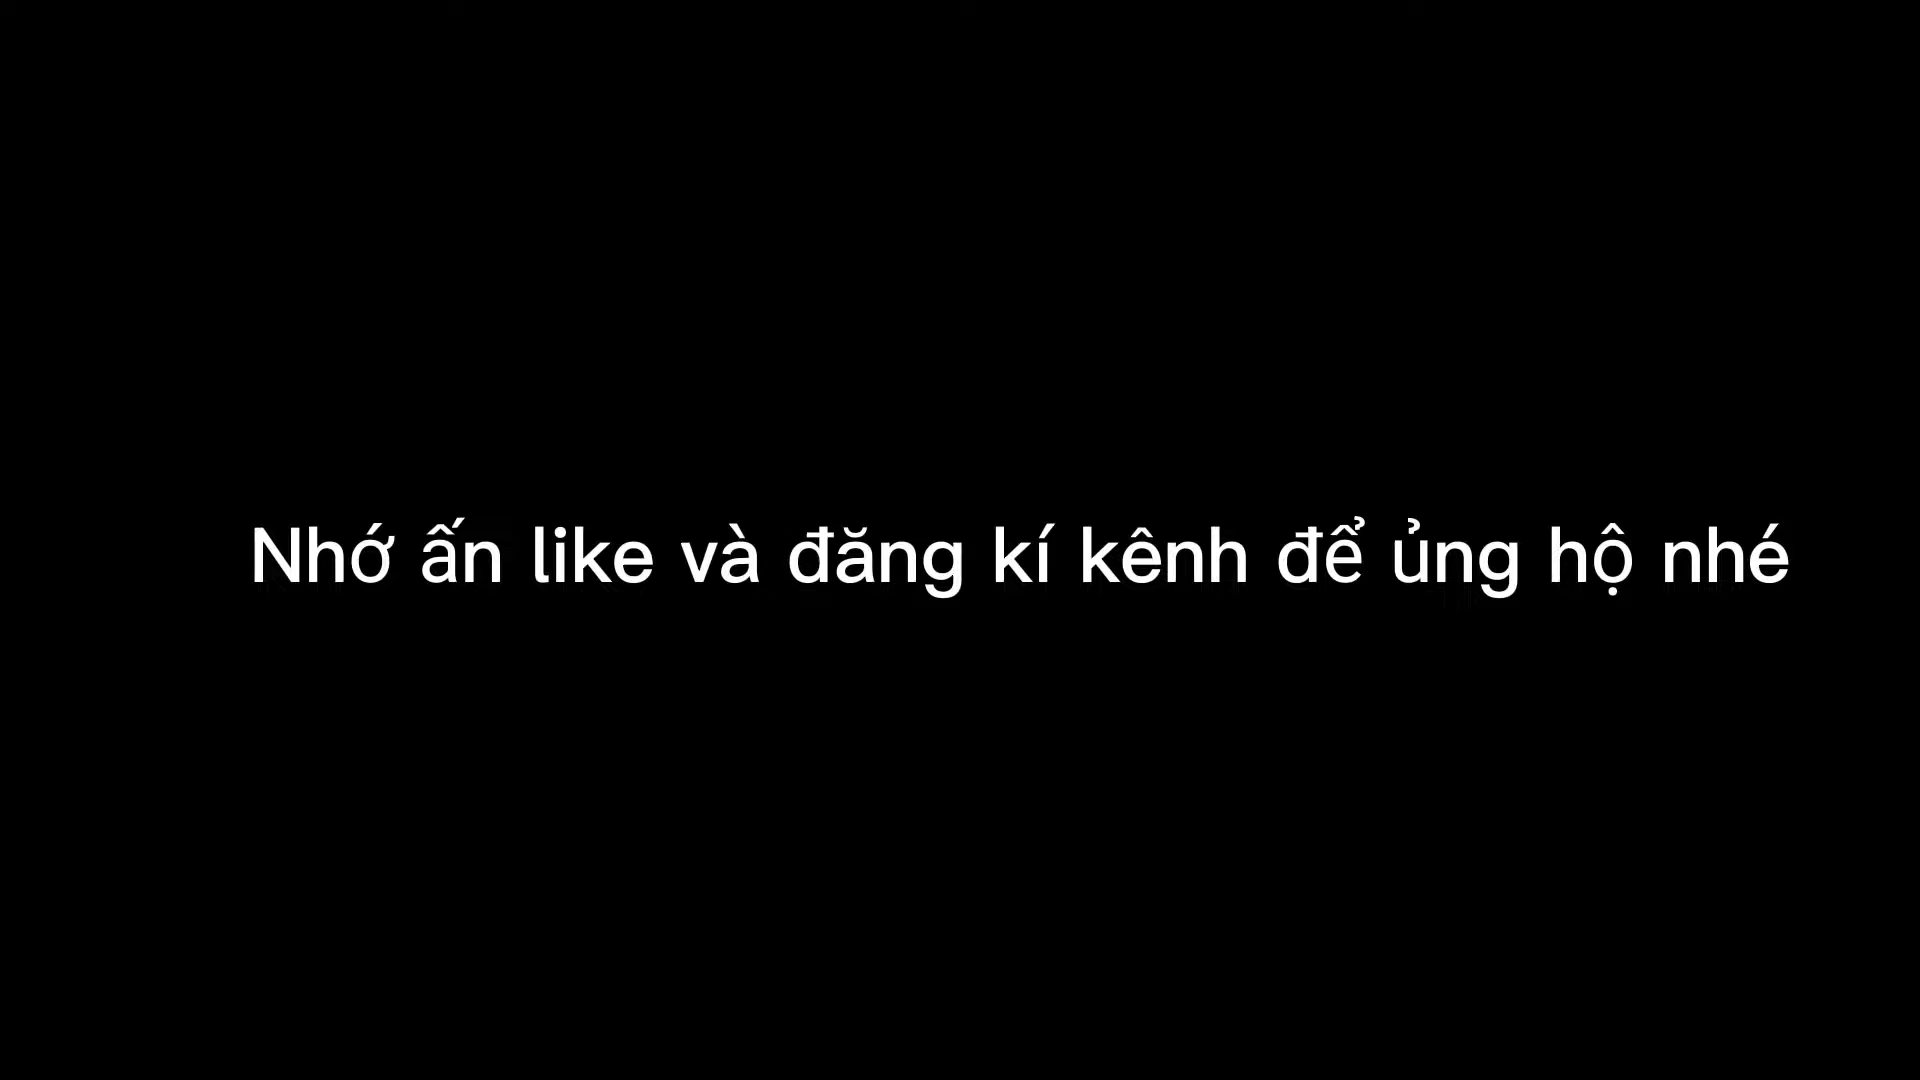 Nhớ ấn like và đăng kí kênh để ủng hộ nhé